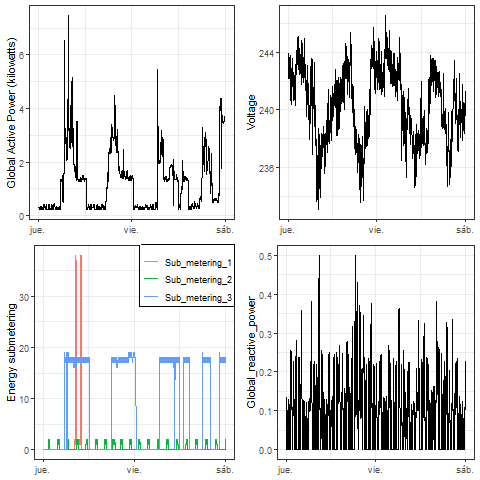 Global Active Power (kilowatts)
6
4
2
0
jue.
vie.
sáb.
Voltage
244
240
236
jue.
vie.
sáb.
Energy submetering
30
20
10
0
Sub_metering_1
Sub_metering_2
Sub_metering_3
jue.
vie.
sáb.
Global_reactive_power
0.5
0.4
0.3
0.2
0.1
0.0
jue.
vie.
sáb.